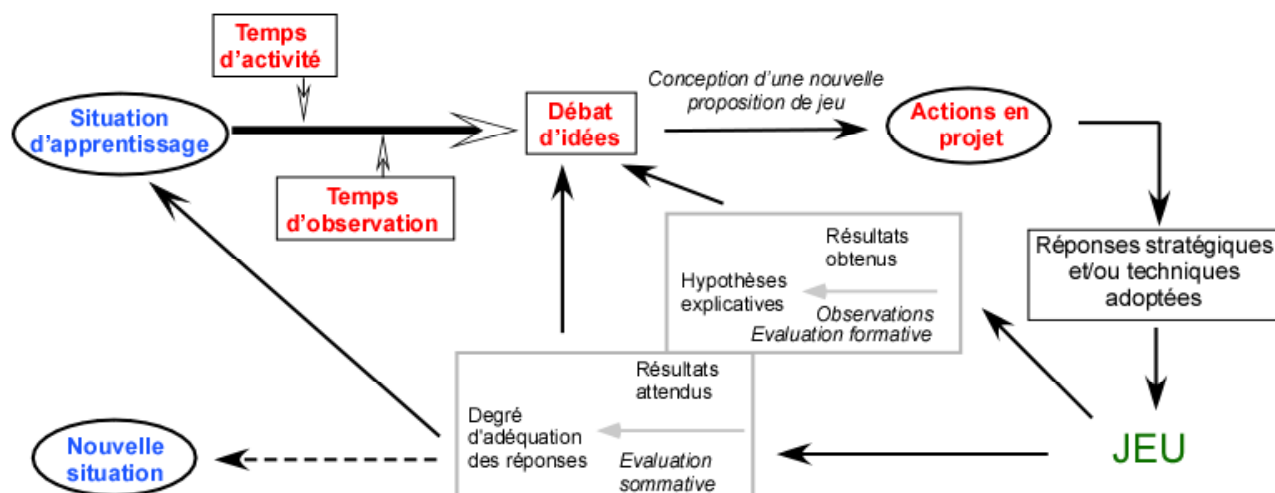 Temps
d'activité
Situation
d'apprentissage
Temps
d'observation
Débat
d'idées
Conception d'une nouvelle
proposition de jeu
Actions en
projet
Réponses stratégiques
et/ou techniques
adoptées
Résultats
obtenus
Hypothèses
explicatives
Observations
Evaluation formative
Résultats
attendus
Degré
d'adéquation
des réponses
Evaluation
sommative
JEU
Nouvelle
situation